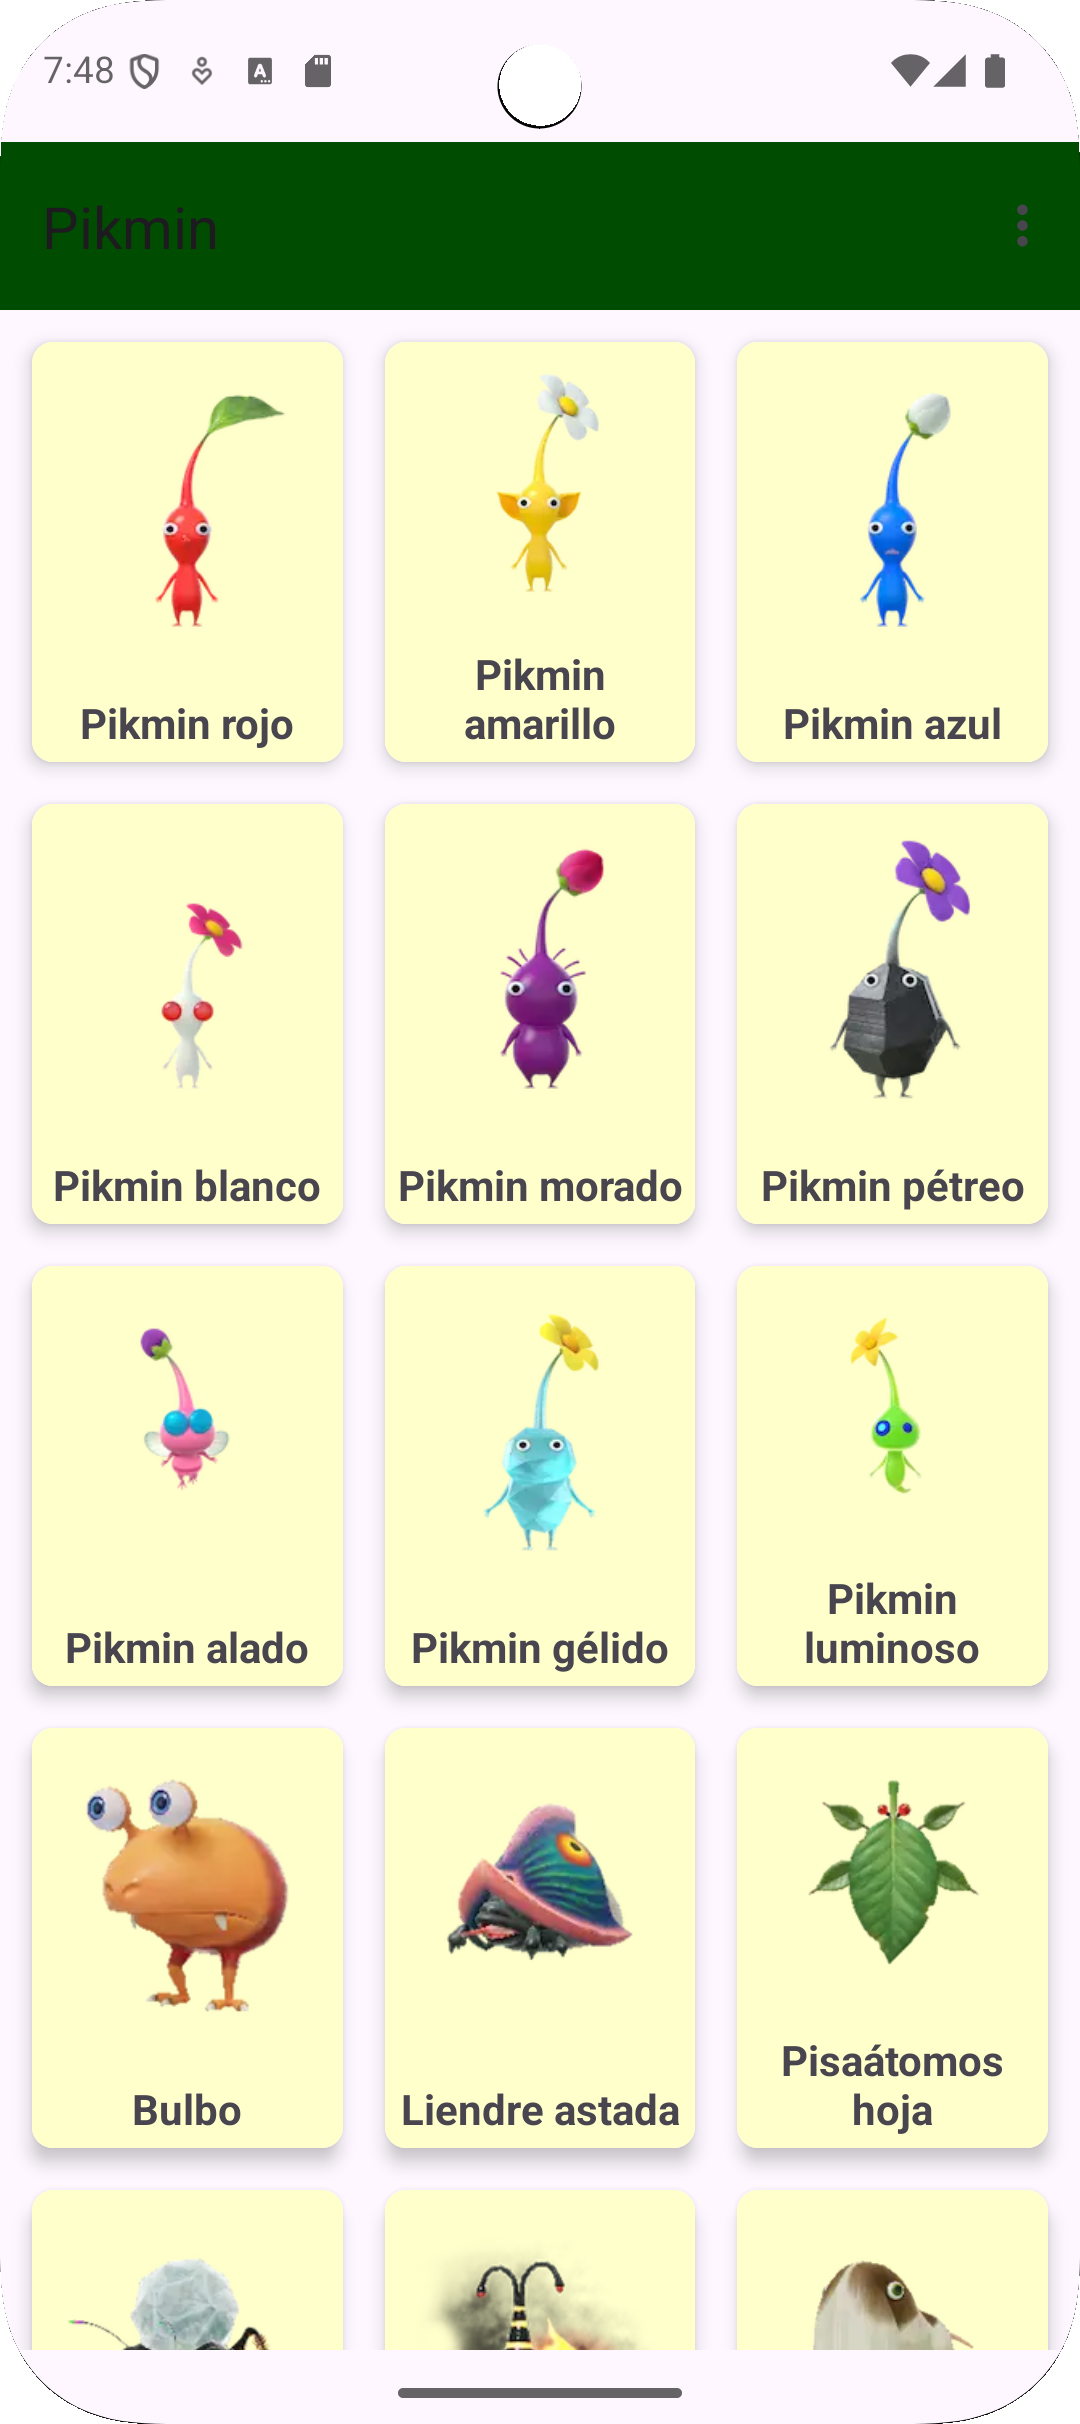 7:48
Pikmin
Pikmin rojo
Pikmin
amarillo
Pikmin azul
Pikmin blanco
Pikmin morado
Pikmin pétreo
Pikmin alado
Pikmin gélido
Pikmin
luminoso
Bulbo
Liendre astada
Pisaátomos
hoja